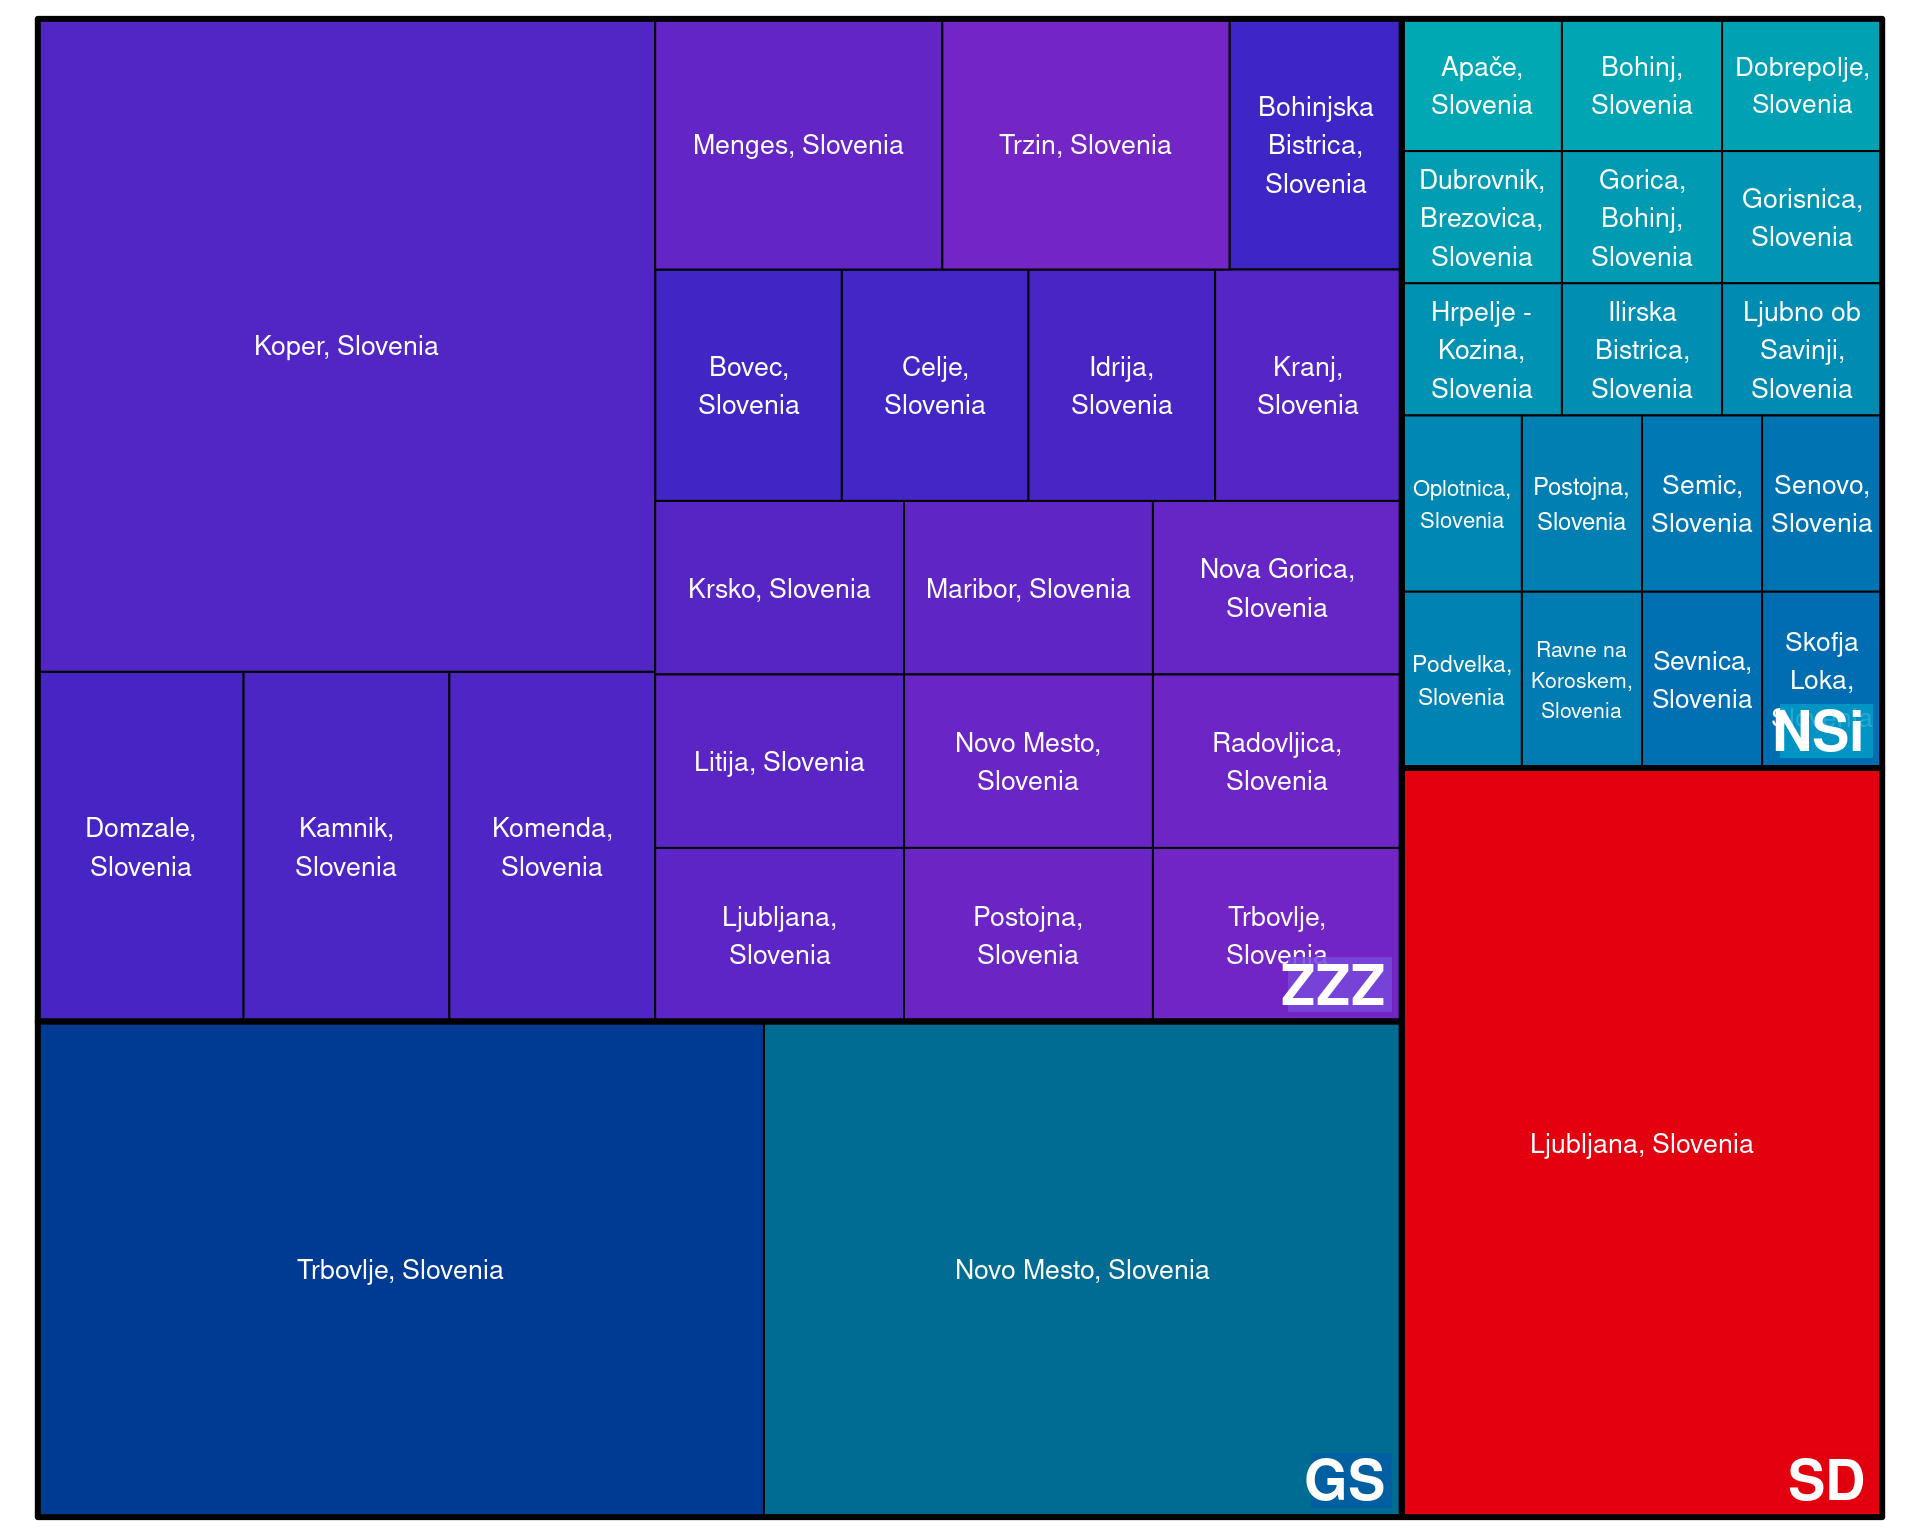 Koper, Slovenia
Menges, Slovenia
Trzin, Slovenia
Bohinjska
Bistrica,
Slovenia
Bovec,
Slovenia
Celje,
Slovenia
Idrija,
Slovenia
Kranj,
Slovenia
Krsko, Slovenia
Maribor, Slovenia
Nova Gorica,
Slovenia
Litija, Slovenia
Novo Mesto,
Slovenia
Radovljica,
Slovenia
Domzale,
Slovenia
Kamnik,
Slovenia
Komenda,
Slovenia
Ljubljana,
Slovenia
Postojna,
Slovenia
Trbovlje,
Slovenia
ZZZ
Apače,
Slovenia
Bohinj,
Slovenia
Dobrepolje,
Slovenia
Dubrovnik,
Brezovica,
Slovenia
Gorica,
Bohinj,
Slovenia
Gorisnica,
Slovenia
Hrpelje -
Kozina,
Slovenia
Ilirska
Bistrica,
Slovenia
Ljubno ob
Savinji,
Slovenia
Oplotnica,
Slovenia
Postojna,
Slovenia
Semic,
Slovenia
Senovo,
Slovenia
Podvelka,
Slovenia
Ravne na
Koroskem,
Slovenia
Sevnica,
Slovenia
Skofja
Loka,
NSi
Trbovlje, Slovenia
Novo Mesto, Slovenia
GS
Ljubljana, Slovenia
SD